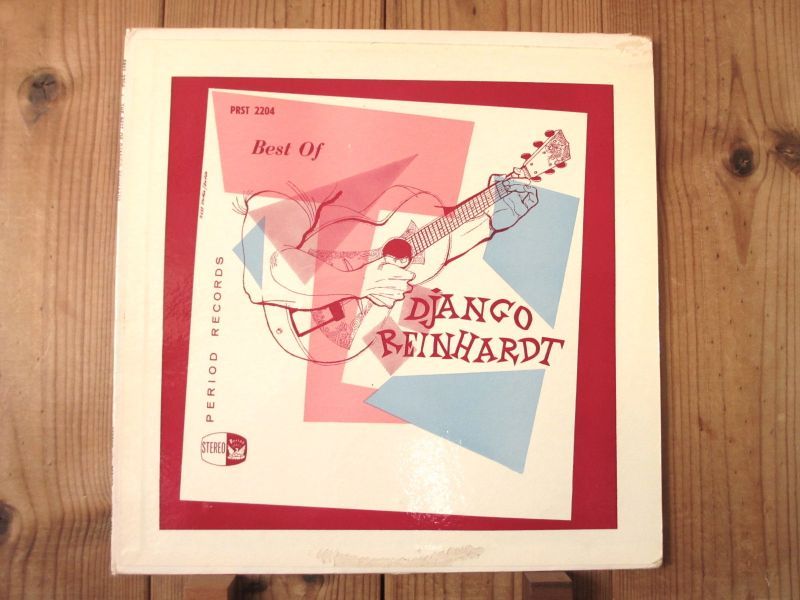 PRST 2204
Best Of
DJANGO
REINHARDT
PERIOD RECORDS
STEREO